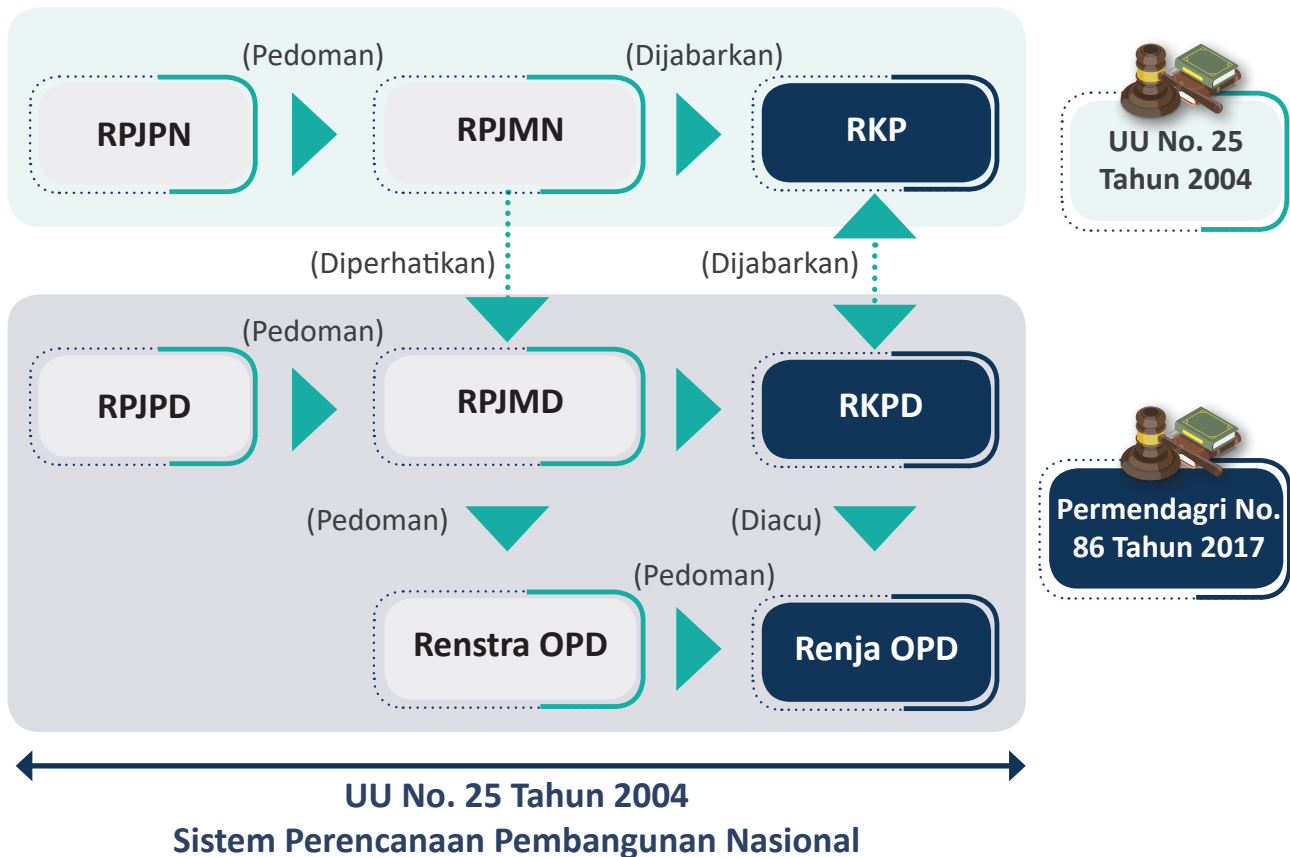 (Pedoman)
(Dijabarkan)
RPJPN
RPJMN
RKP
UU No. 25
Tahun 2004
(Diperhatikan)
(Dijabarkan)
(Pedoman)
RPJPD
RPJMD
RKPD
(Pedoman)
(Diacu)
Permendagri No.
86 Tahun 2017
(Pedoman)
Renstra OPD
Renja OPD
UU No. 25 Tahun 2004
Sistem Perencanaan Pembangunan Nasional